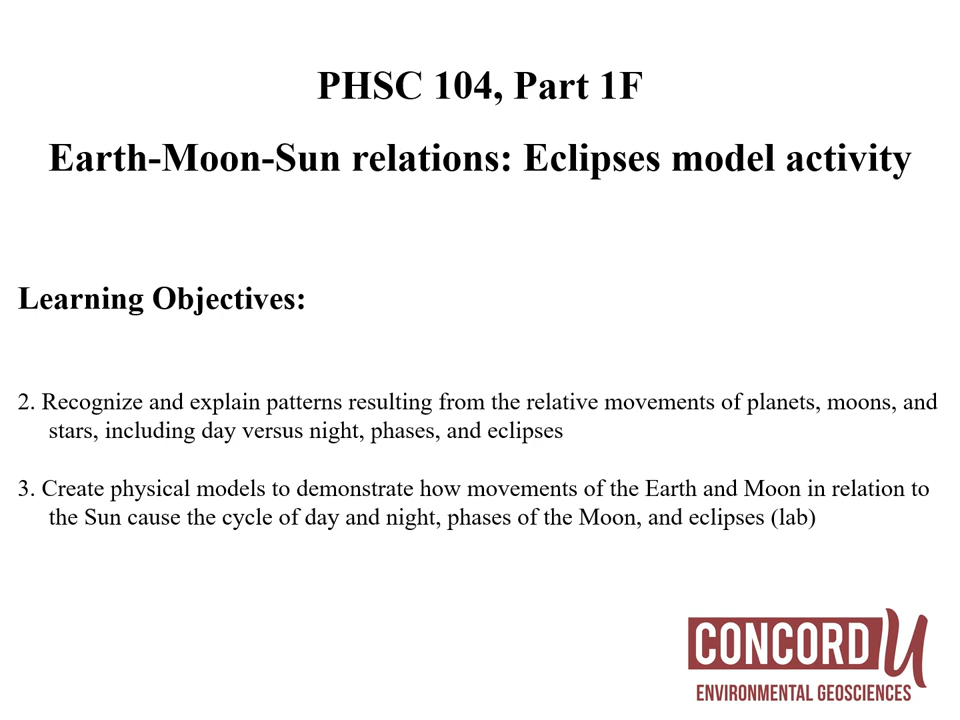 PHSC 104, Part 1F
Earth-Moon-Sun relations: Eclipses model activity
Learning Objectives:
2. Recognize and explain patterns resulting from the relative movements of planets, moons, and
stars, including day versus night, phases, and eclipses
3. Create physical models to demonstrate how movements of the Earth and Moon in relation to
the Sun cause the cycle of day and night, phases of the Moon, and eclipses (lab)
CONCORD U
ENVIRONMENTAL GEOSCIENCES